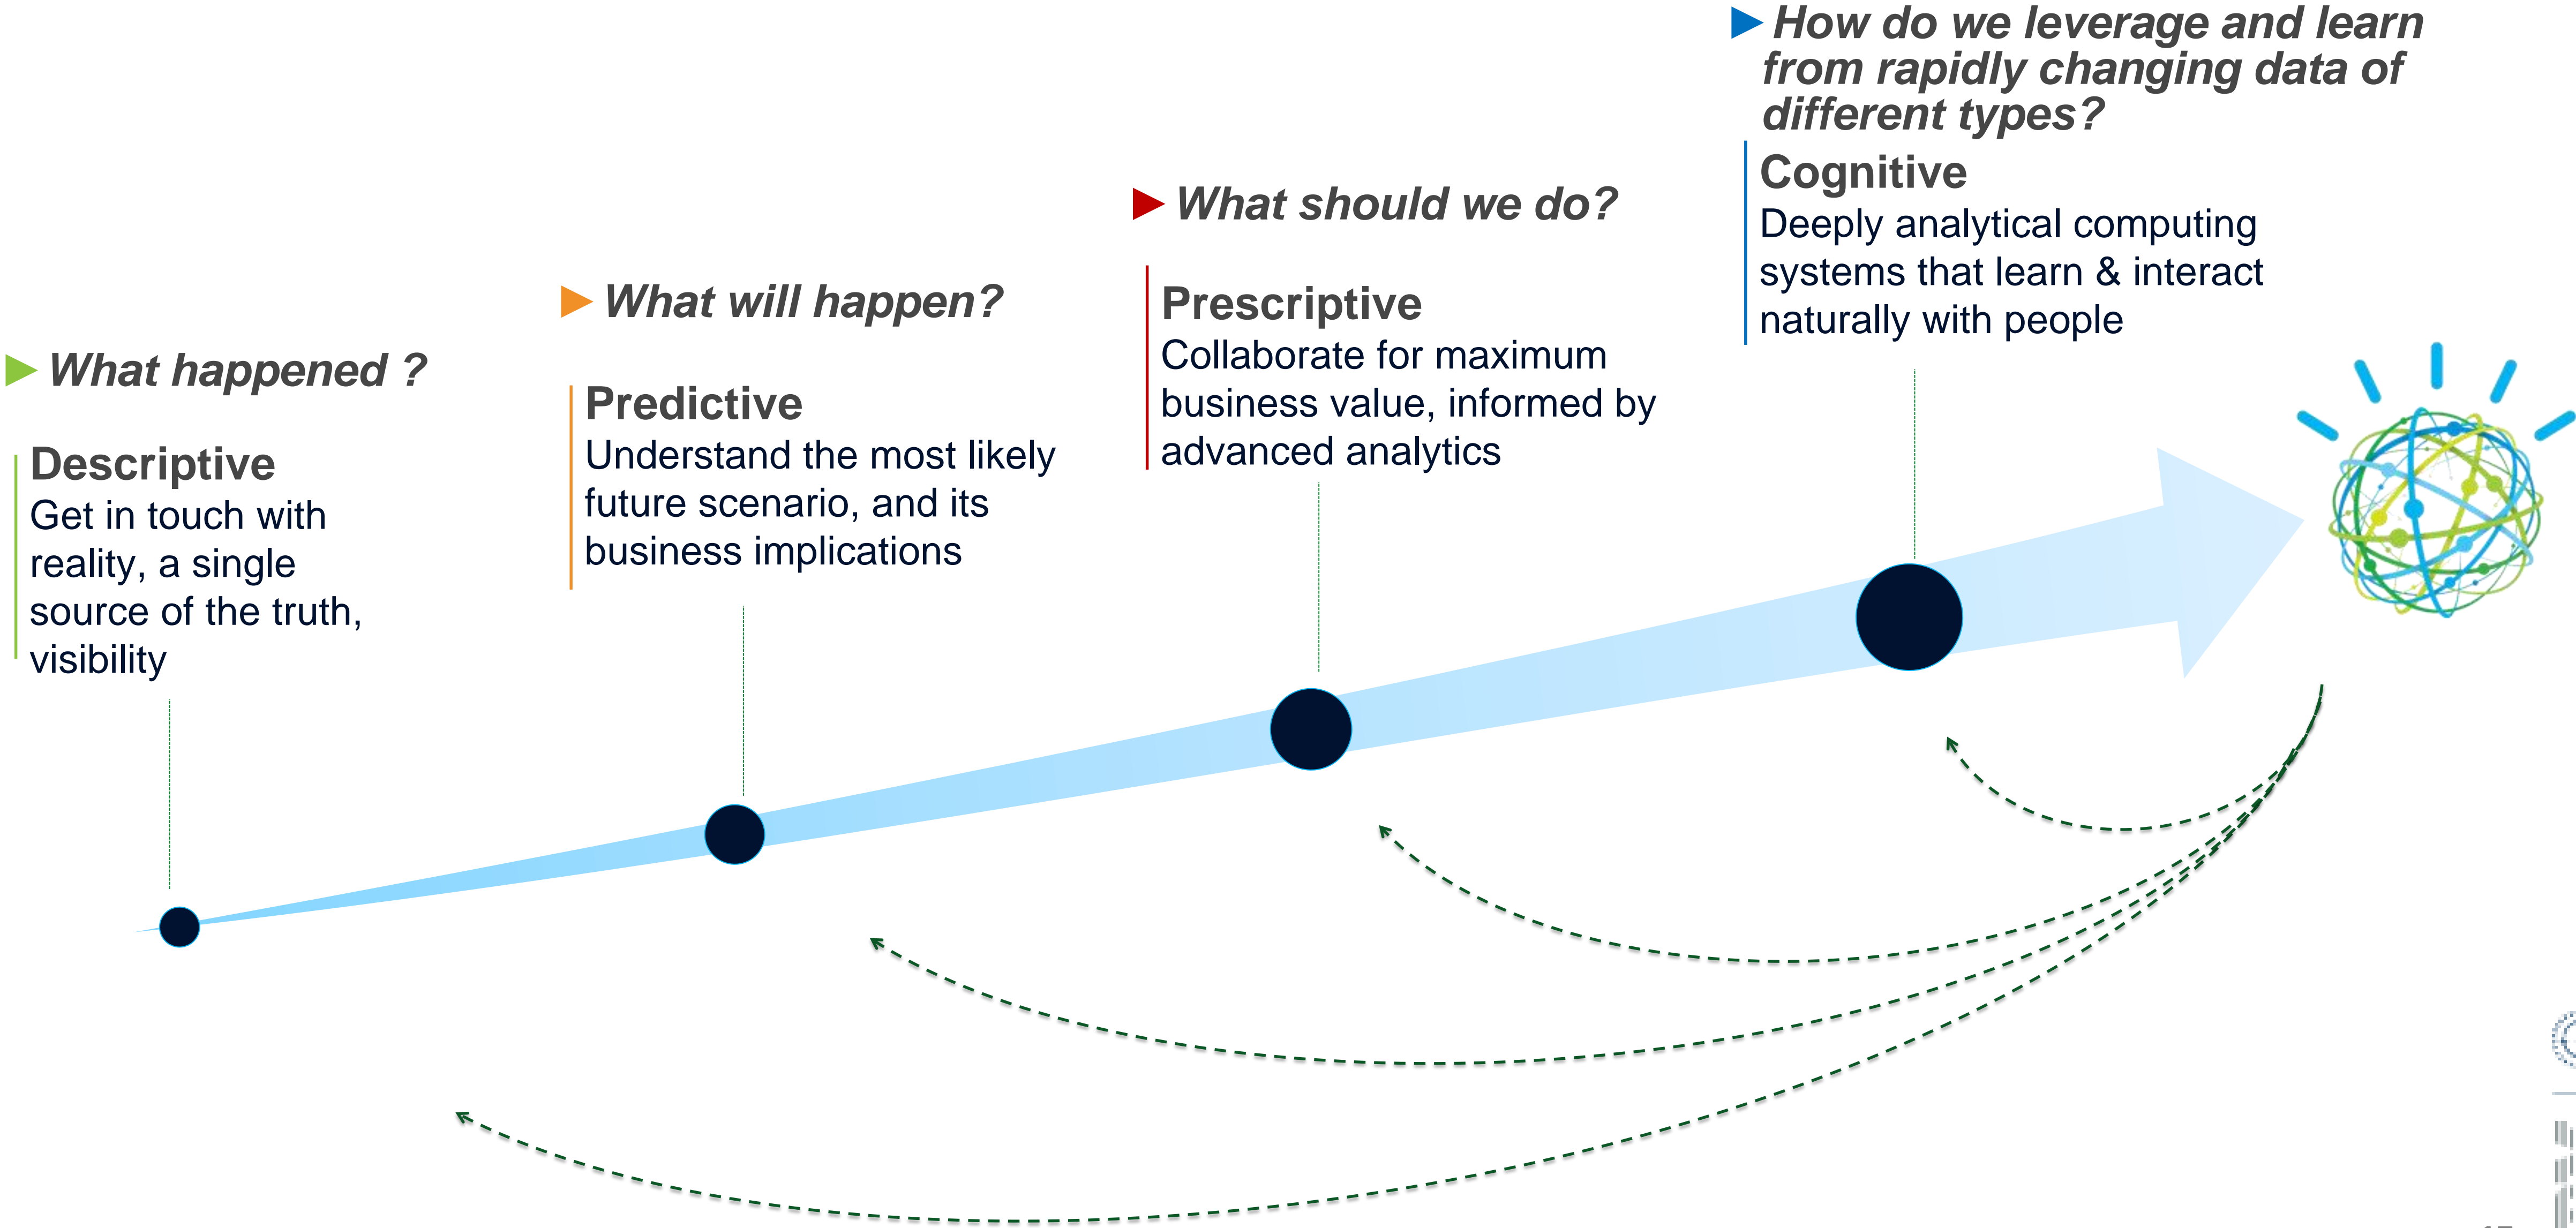 What happened ?
Descriptive
Get in touch with
reality, a single
source of the truth,
visibility
What will happen?
Predictive
Understand the most likely
future scenario, and its
business implications
What should we do?
Prescriptive
Collaborate for maximum
business value, informed by
advanced analytics
How do we leverage and learn
from rapidly changing data of
different types?
Cognitive
Deeply analytical computing
systems that learn & interact
naturally with people